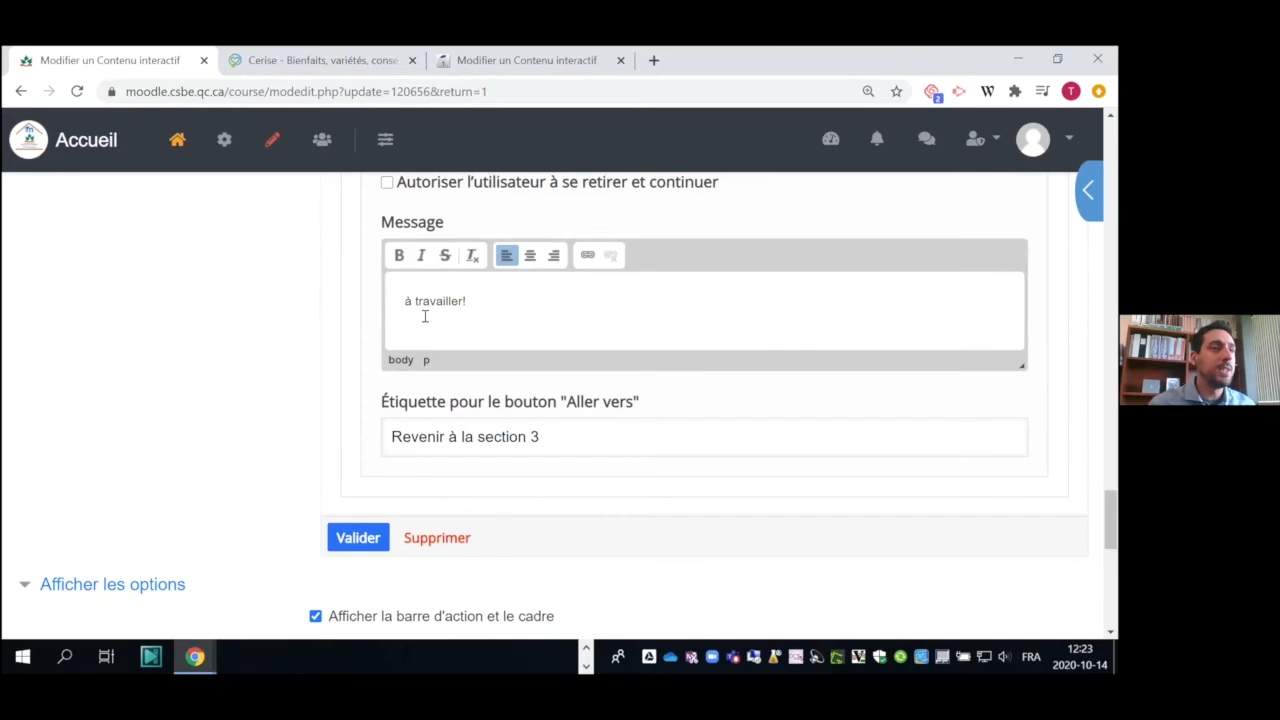 Modifier un Contenu interactif
Cerise - Bienfaits, variétés, conse
Modifier un Contenu interactif
moodle.csbe.qc.ca/course/modedit.php?update=120656&return=1
W
2
T
Accueil
Autoriser l'utilisateur à se retirer et continuer
Message
B I S Tx
à travailler!
body p
Étiquette pour le bouton "Aller vers"
Revenir à la section 3
Valider Supprimer
Afficher les options
Afficher la barre d'action et le cadre
FRA
12:23
2020-10-14